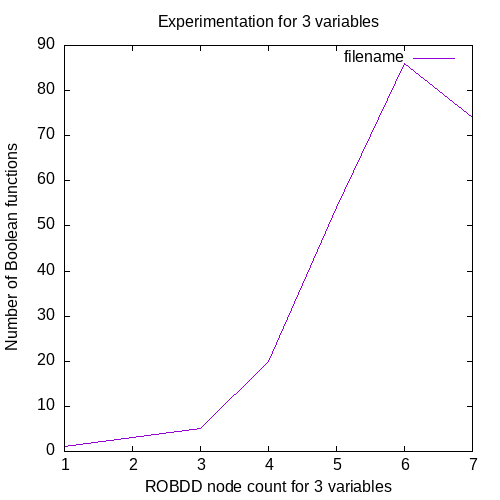 Experimentation for 3 variables
filename
90
80
70
60
50
40
30
20
10
0
Number of Boolean functions
1 2 3 4 5 6 7
ROBDD node count for 3 variables